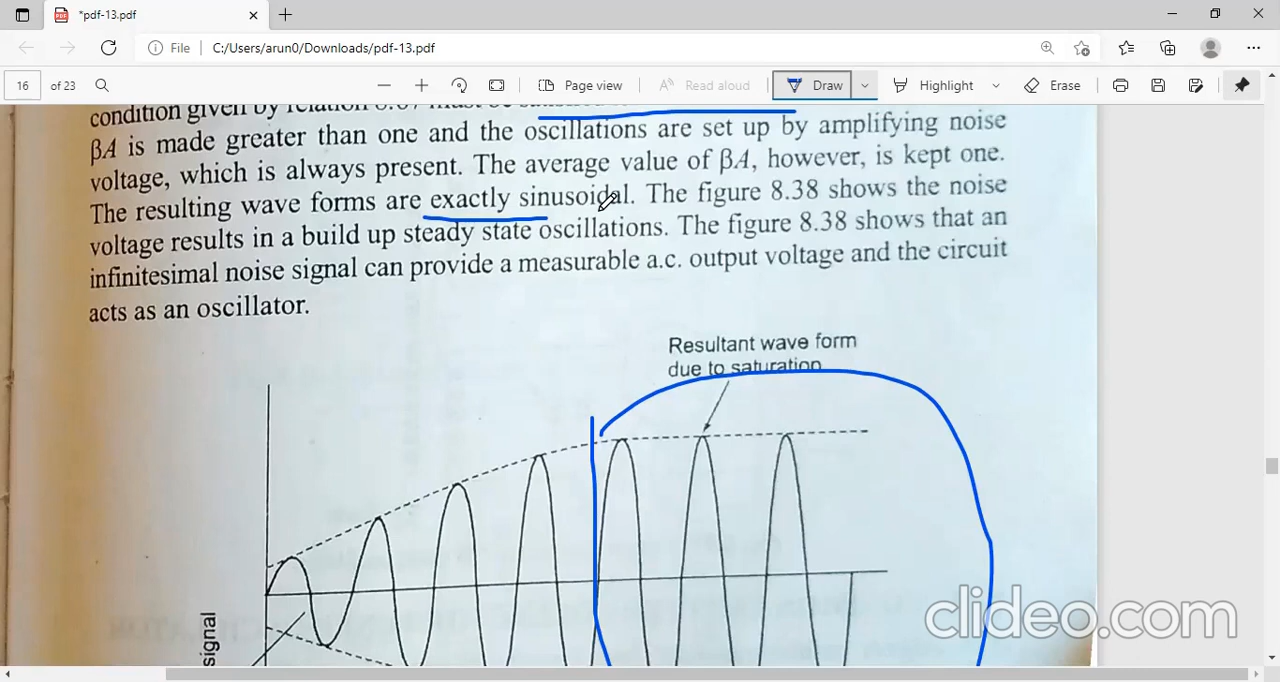 *pdf-13.pdf
File
C:/Users/arun0/Downloads/pdf-13.pdf
16 of 23
Page view
Read aloud
Draw
Highlight
Erase
condition given by relation
βA is made greater than one and the oscillations are set up by amplifying noise
voltage, which is always present. The average value of βA, however, is kept one.
The resulting wave forms are exactly sinusoidal. The figure 8.38 shows the noise
voltage results in a build up steady state oscillations. The figure 8.38 shows that an
infinitesimal noise signal can provide a measurable a.c. output voltage and the circuit
acts as an oscillator.
Resultant wave form
due to saturation
signal
clideo.com